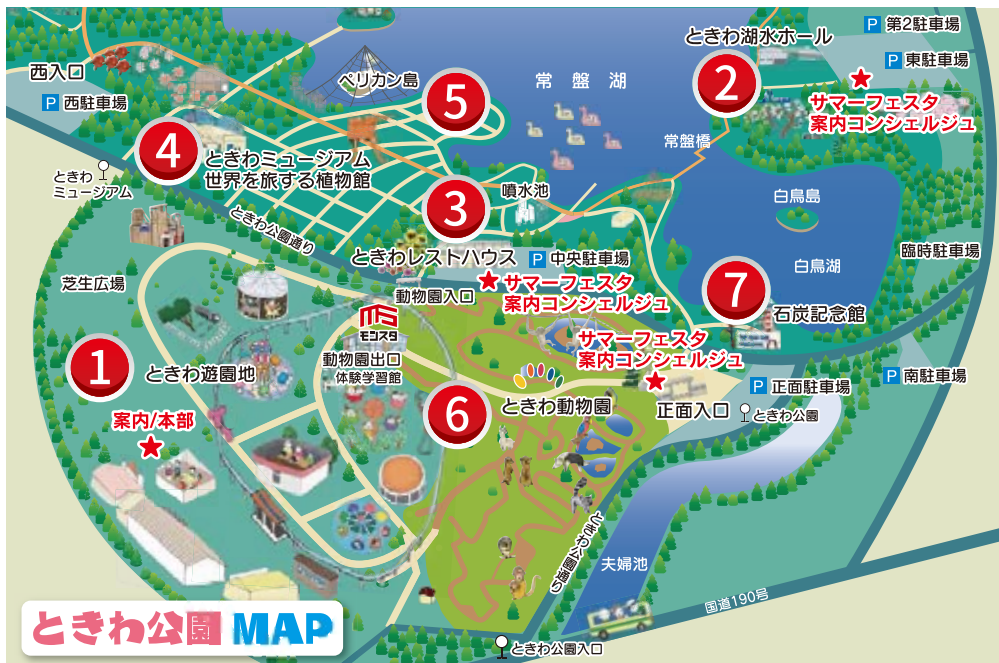 P 第2駐車場
ときわ湖水ホール
2
P 東駐車場
サマーフェスタ
案内コンシェルジュ
西入口
P 西駐車場
ペリカン島
5
常盤湖
常盤橋
4
ときわミュージアム
世界を旅する植物館
ときわ
ミュージアム
3
噴水池
白鳥島
白鳥湖
臨時駐車場
ときわ公園通り
ときわレストハウス
P 中央駐車場
芝生広場
動物園入口
サマーフェスタ
案内コンシェルジュ
7
石炭記念館
モンスタ
動物園出口
体験学習館
サマーフェスタ
案内コンシェルジュ
1
ときわ遊園地
6
ときわ動物園
正面入口
P 正面駐車場
ときわ公園
P 南駐車場
案内/本部
ときわ公園通り
夫婦池
国道190号
ときわ公園 MAP
ときわ公園入口